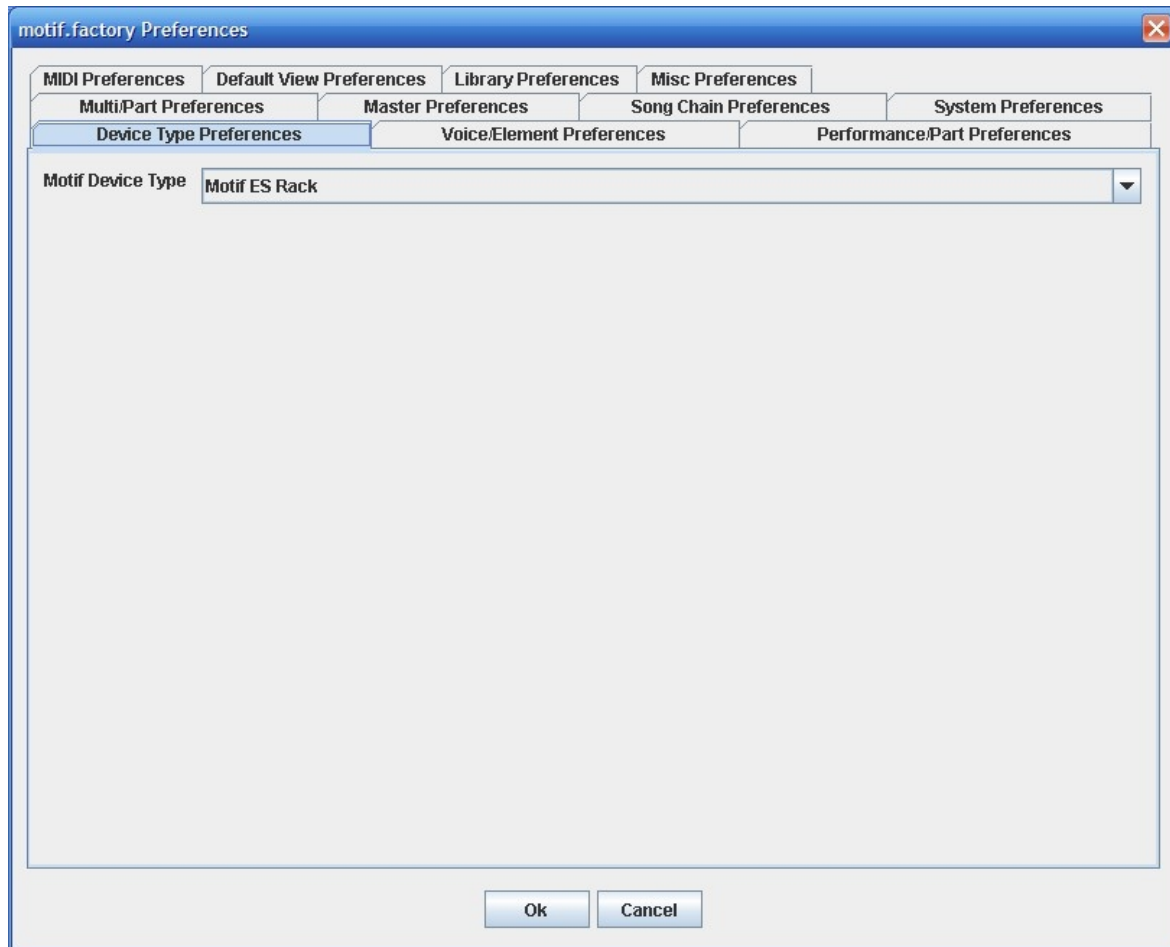 motif.factory Preferences
MIDI Preferences Default View Preferences Library Preferences Misc Preferences
Multi/Part Preferences Master Preferences Song Chain Preferences System Preferences
Device Type Preferences Voice/Element Preferences Performance/Part Preferences
Motif Device Type Motif ES Rack
Ok Cancel